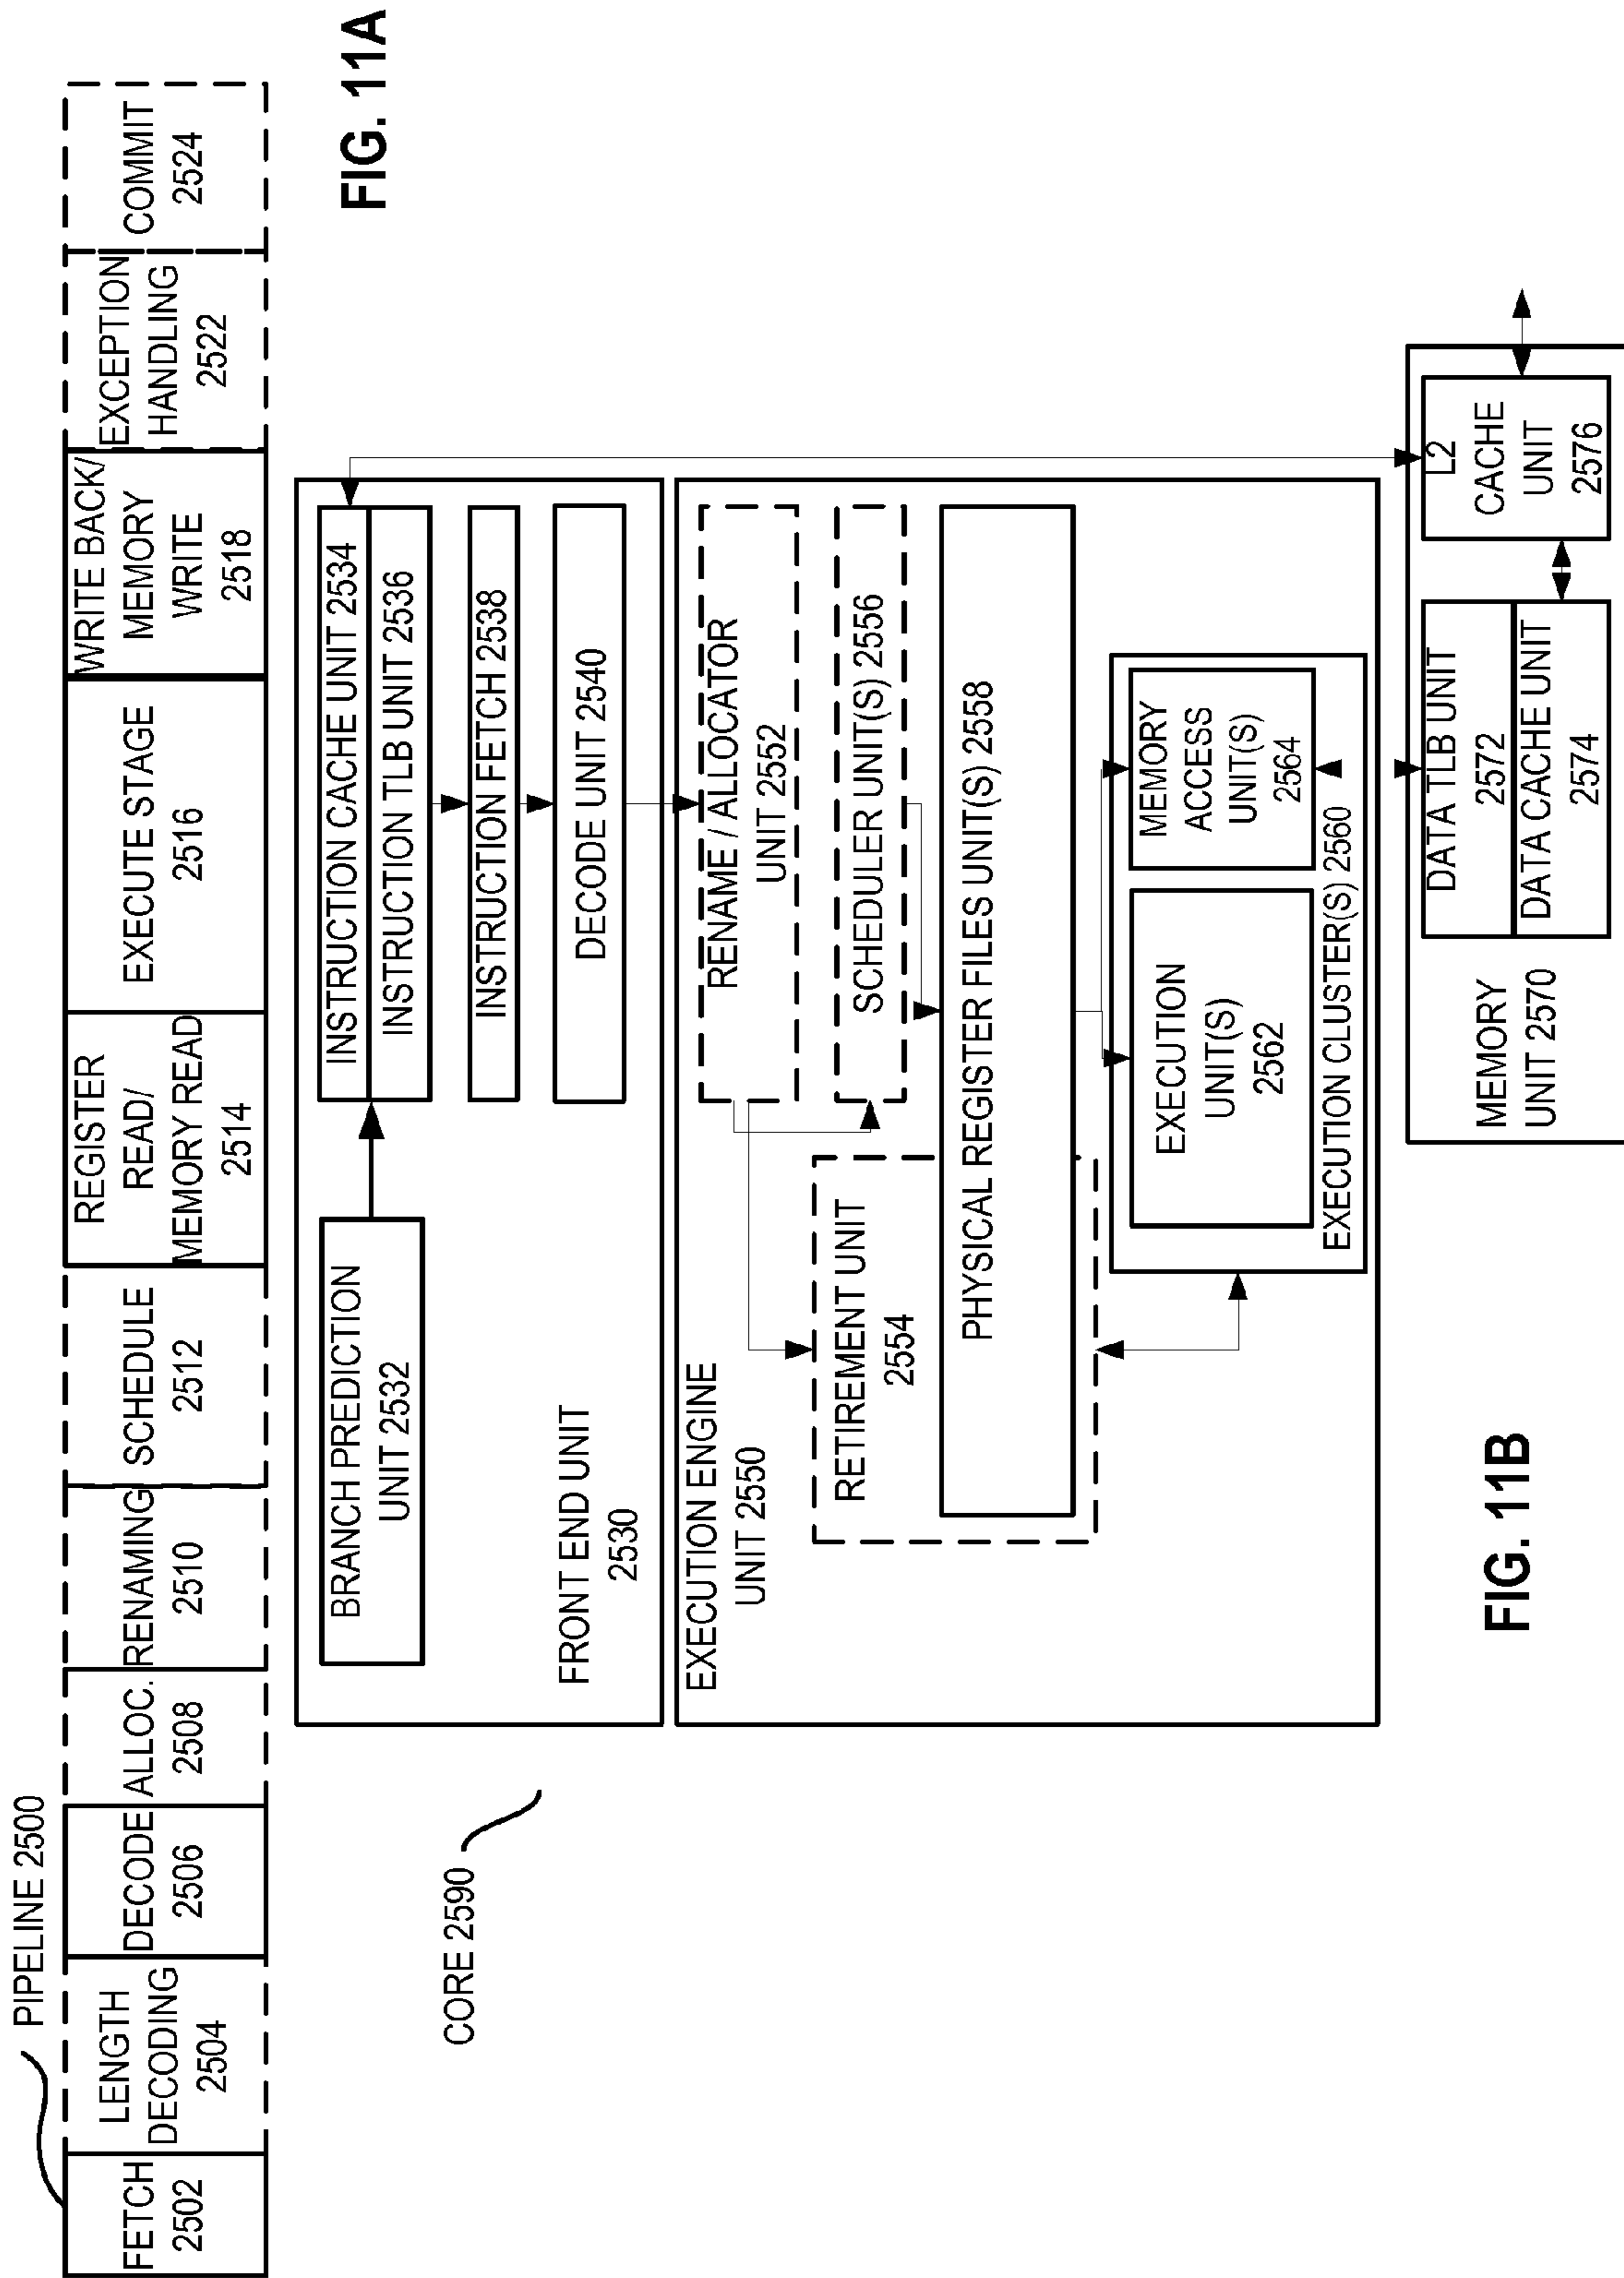 PIPELINE 2500
FETCH
2502
LENGTH
DECODING
2504
DECODE
2506
ALLOC.
2508
RENAMING
2510
SCHEDULE
2512
REGISTER
READ/
MEMORY READ
2514
EXECUTE STAGE
2516
WRITE BACK/
MEMORY
WRITE
2518
EXCEPTION
HANDLING
2522
COMMIT
2524
FIG. 11A
CORE 2590
BRANCH PREDICTION
UNIT 2532
INSTRUCTION CACHE UNIT 2534
INSTRUCTION TLB UNIT 2536
INSTRUCTION FETCH 2538
DECODE UNIT 2540
FRONT END UNIT
2530
EXECUTION ENGINE
UNIT 2550
RENAME / ALLOCATOR
UNIT 2552
SCHEDULER UNIT(S) 2556
RETIREMENT UNIT
2554
PHYSICAL REGISTER FILES UNIT(S) 2558
EXECUTION
UNIT(S)
2562
MEMORY
ACCESS
UNIT(S)
2564
EXECUTION CLUSTER(S) 2560
MEMORY
UNIT 2570
DATA TLB UNIT
2572
DATA CACHE UNIT
2574
L2
CACHE
UNIT
2576
FIG. 11B